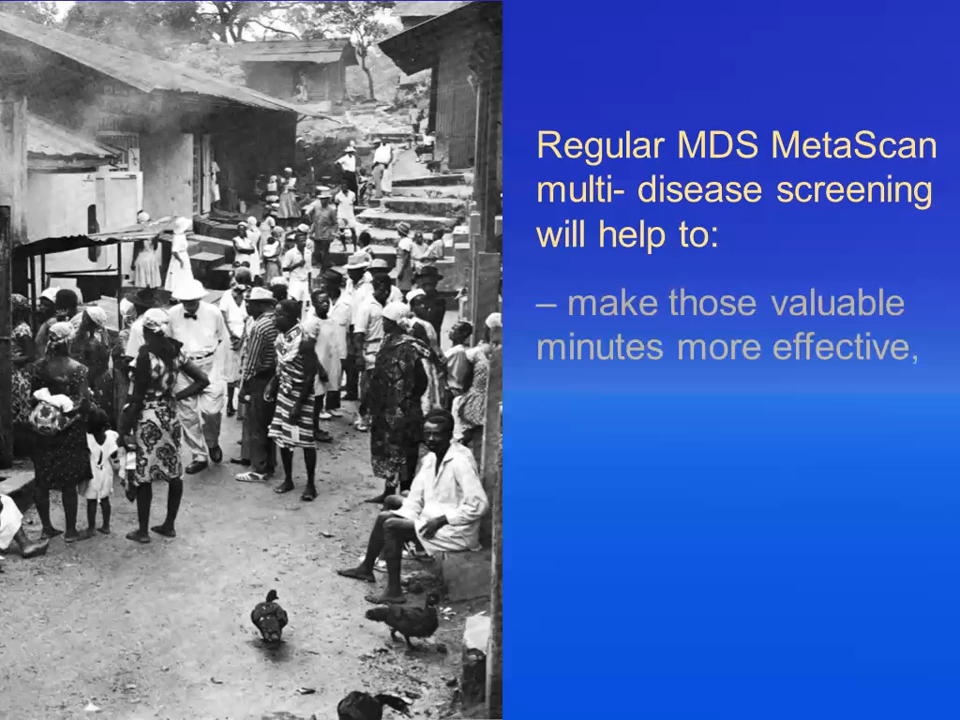 Regular MDS MetaScan
multi- disease screening
will help to:
– make those valuable
minutes more effective,